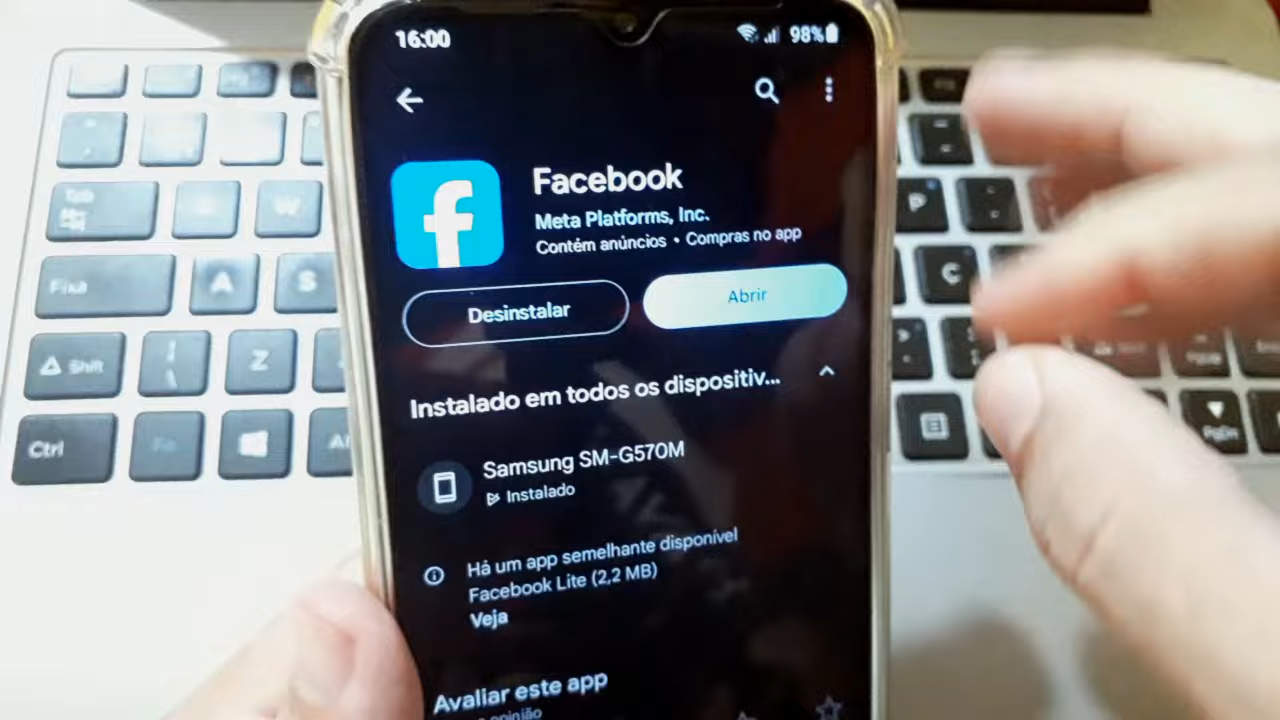 16:00
98%
Facebook
Meta Platforms, Inc.
Contém anúncios • Compras no app
Desinstalar
Abrir
Instalado em todos os dispositiv...
Samsung SM-G570M
Instalado
Há um app semelhante disponível
Facebook Lite (2,2 MB)
Veja
Avaliar este app
opinião
Tab
W
P
Fixa
A
S
Ç
Shift
Z
Ctrl
PgDn